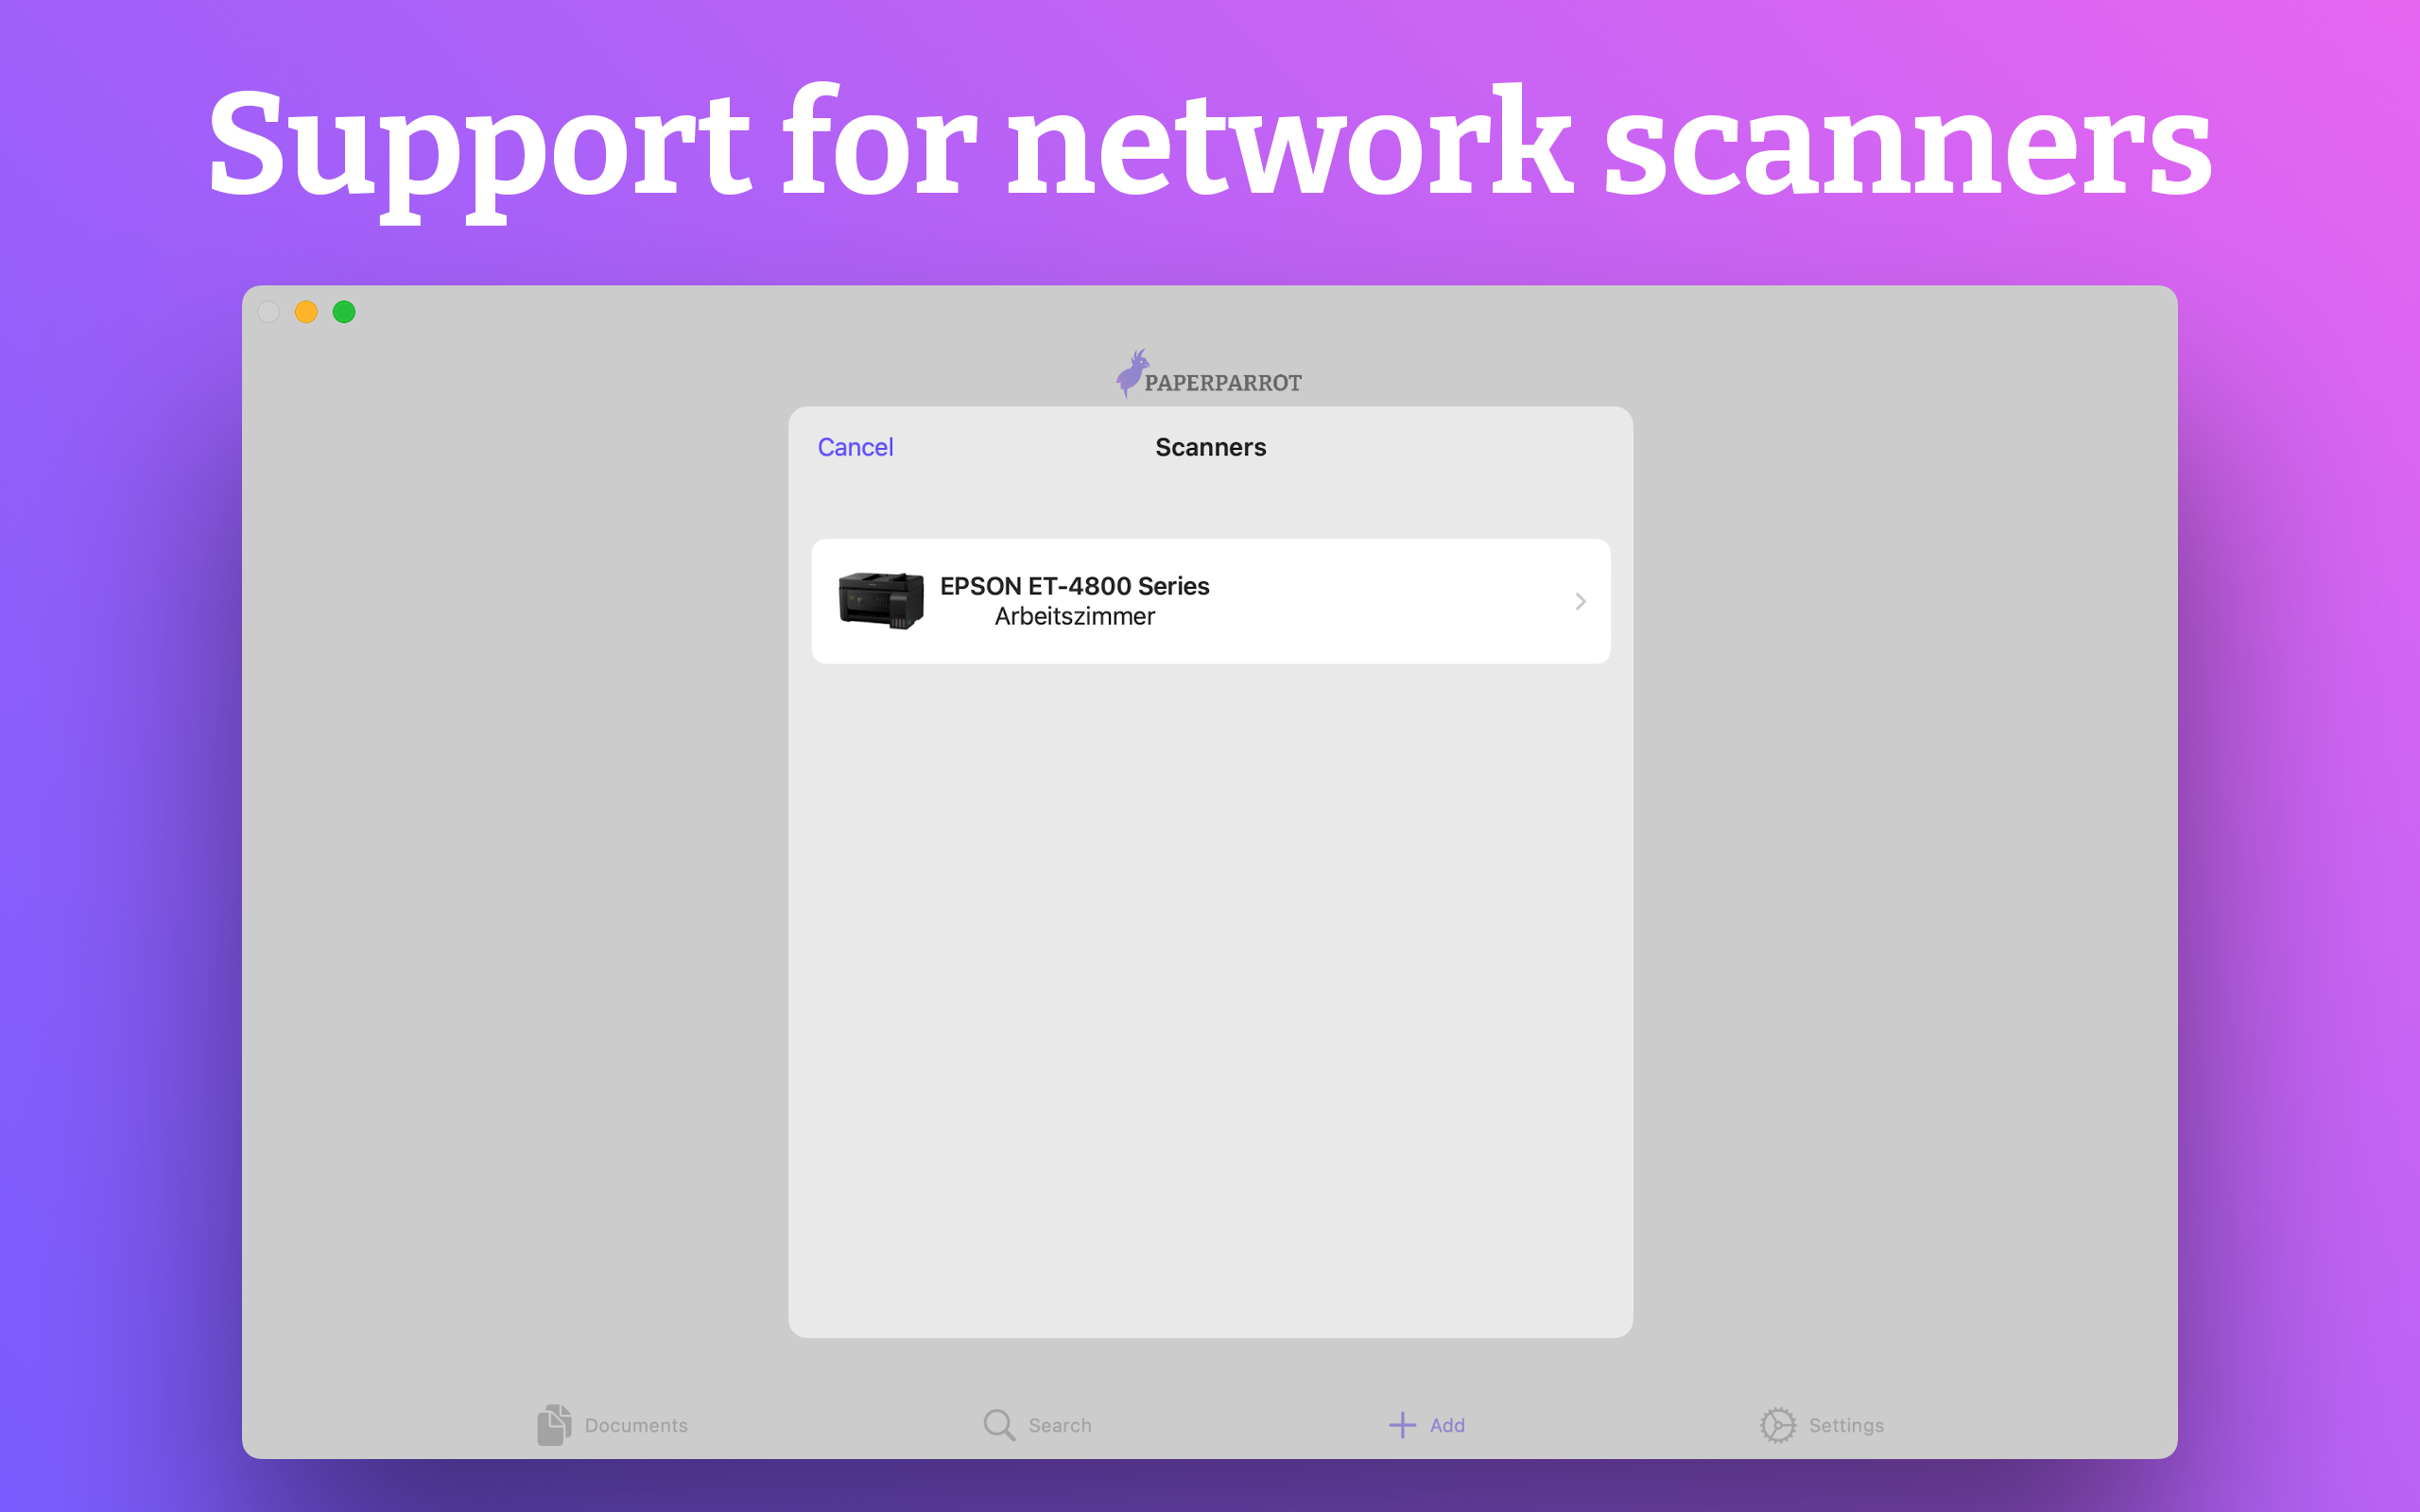 Support for network scanners
PAPERPARROT
Cancel
Scanners
EPSON ET-4800 Series
Arbeitszimmer
Documents
Search
Add
Settings